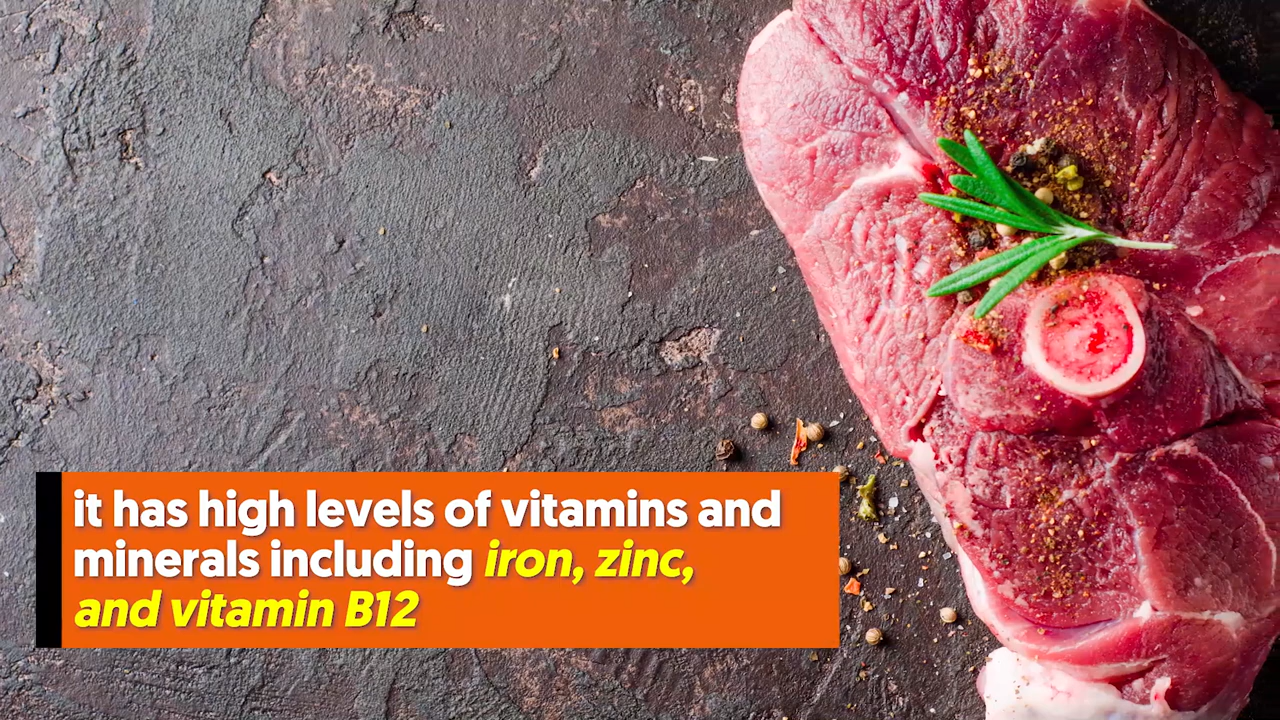 it has high levels of vitamins and
minerals including iron, zinc,
and vitamin B12